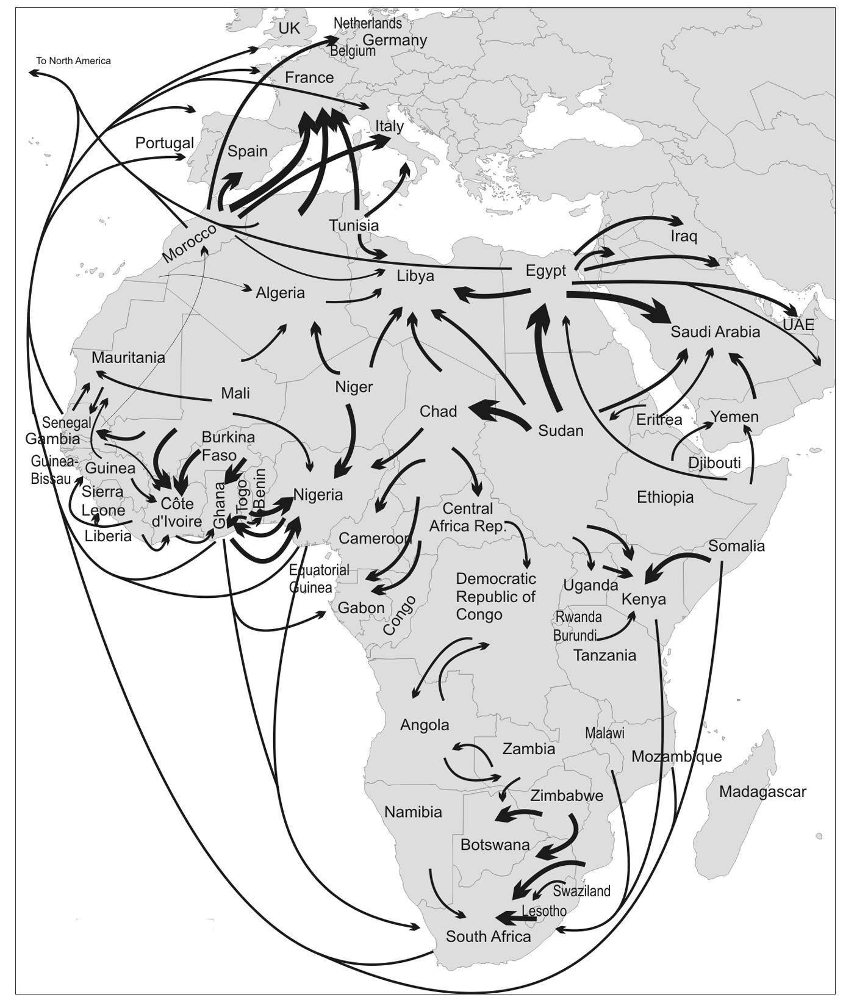 UK
Netherlands
Germany
Belgium
To North America
France
Italy
Portugal
Spain
Tunisia
Iraq
Morocco
Egypt
Libya
Algeria
UAE
Saudi Arabia
Mauritania
Niger
Mali
Chad
Eritrea
Yemen
Senegal
Sudan
Gambia
Burkina
Faso
Guinea-
Bissau
Guinea
Djibouti
Sierra
Leone
Côte
d'Ivoire
Ghana
Togo
Benin
Nigeria
Ethiopia
Central
Africa Rep.
Liberia
Cameroon
Somalia
Equatorial
Guinea
Democratic
Republic of
Congo
Uganda
Kenya
Gabon
Congo
Rwanda
Burundi
Tanzania
Angola
Malawi
Zambia
Mozambique
Zimbabwe
Madagascar
Namibia
Botswana
Swaziland
Lesotho
South Africa